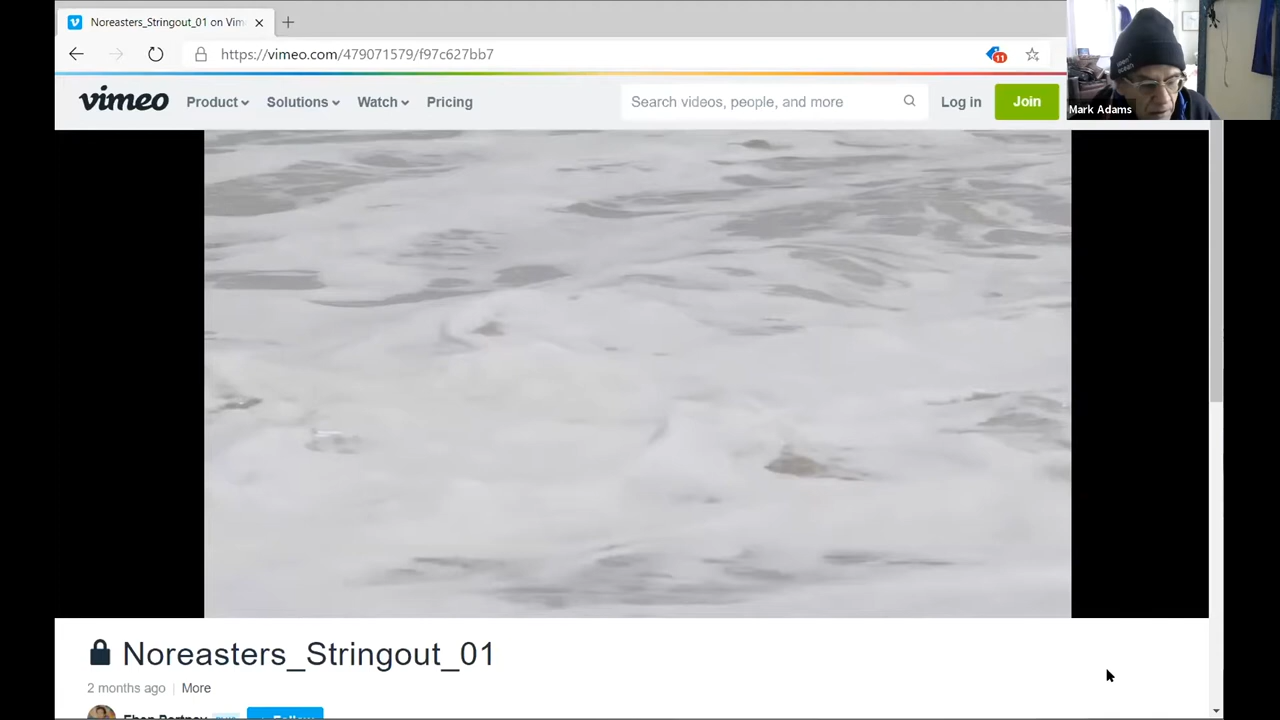 Noreasters_Stringout_01 on Vim
https://vimeo.com/479071579/f97c627bb7
11
vimeo Product Solutions Watch Pricing Search videos, people, and more Log in Join
Mark Adams
Noreasters_Stringout_01
2 months ago | More
Follow